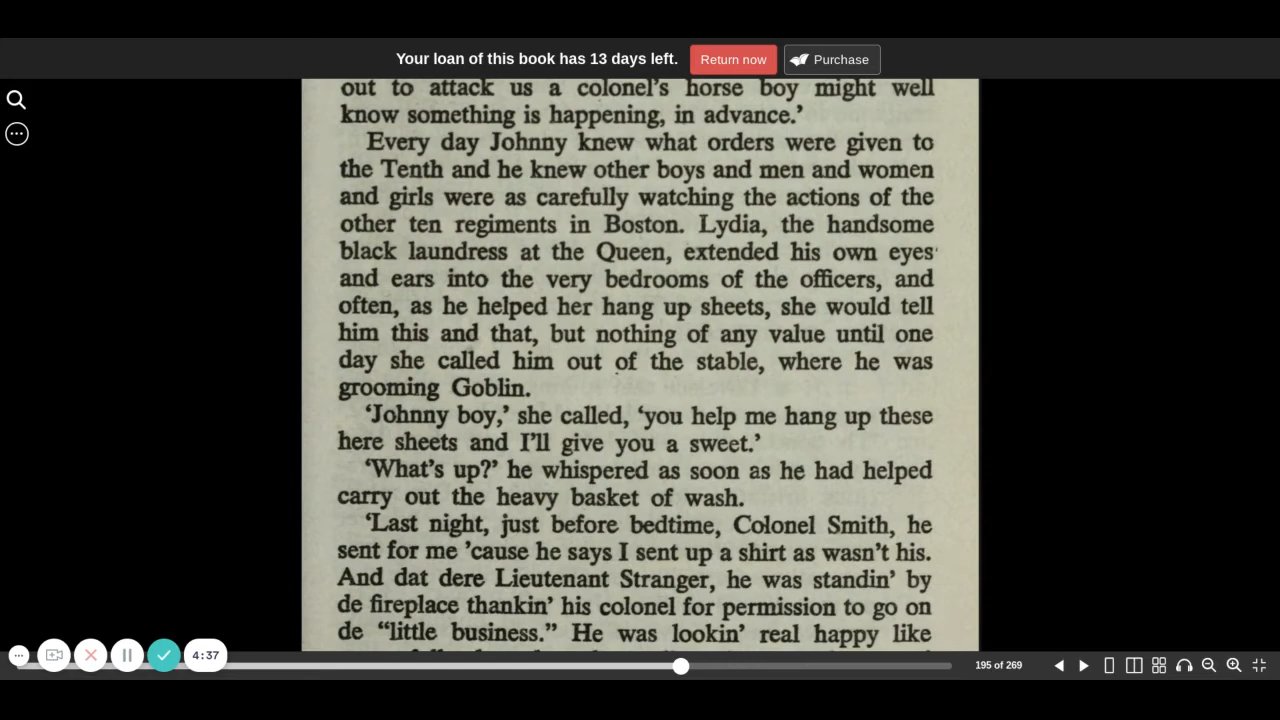 Your loan of this book has 13 days left.
Return now
Purchase
out to attack us a colonel's horse boy might well
know something is happening, in advance.'
Every day Johnny knew what orders were given to
the Tenth and he knew other boys and men and women
and girls were as carefully watching the actions of the
other ten regiments in Boston. Lydia, the handsome
black laundress at the Queen, extended his own eyes
and ears into the very bedrooms of the officers, and
often, as he helped her hang up sheets, she would tell
him this and that, but nothing of any value until one
day she called him out of the stable, where he was
grooming Goblin.
'Johnny boy,' she called, 'you help me hang up these
here sheets and I'll give you a sweet.'
'What's up?' he whispered as soon as he had helped
carry out the heavy basket of wash.
'Last night, just before bedtime, Colonel Smith, he
sent for me 'cause he says I sent up a shirt as wasn't his.
And dat dere Lieutenant Stranger, he was standin' by
de fireplace thankin' his colonel for permission to go on
de "little business." He was lookin' real happy like
4:37
195 of 269